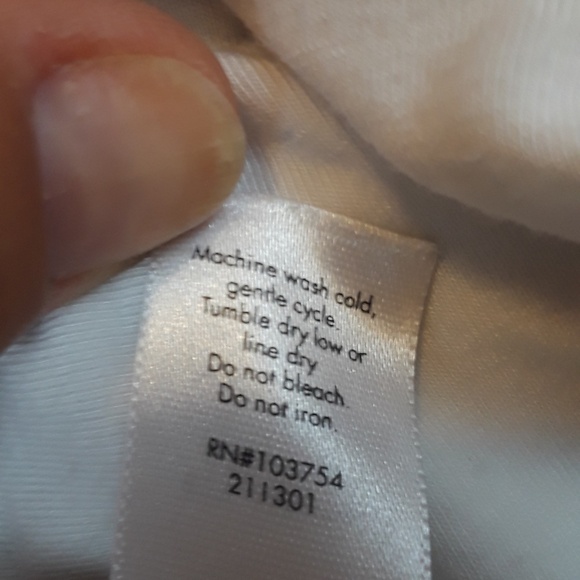 Machine wash cold,
gentle cycle.
Tumble dry low or
line dry
Do not bleach.
Do not iron.
RN#103754
211301